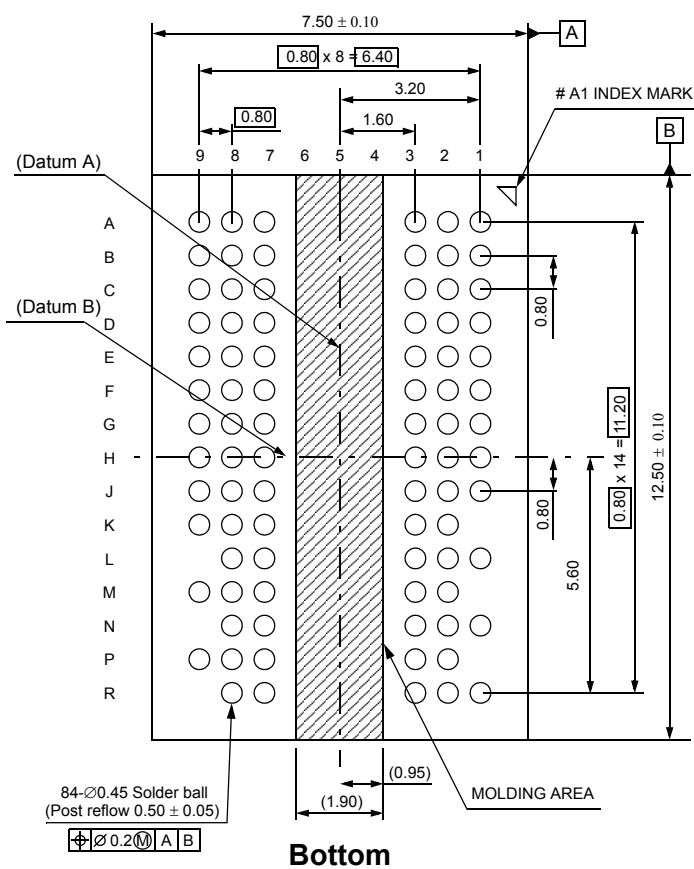 7.50 ± 0.10
A
0.80 x 8 = 6.40
3.20
# A1 INDEX MARK
0.80
1.60
B
9 8 7 6 5 4 3 2 1
(Datum A)
A
B
C
0.80
(Datum B)
D
E
F
G
H
0.80 x 14 = 11.20
12.50 ± 0.10
J
0.80
K
L
5.60
M
N
P
R
84-∅0.45 Solder ball
(Post reflow 0.50 ± 0.05)
(0.95)
MOLDING AREA
(1.90)
⌖ ∅ 0.2 Ⓜ A B
Bottom